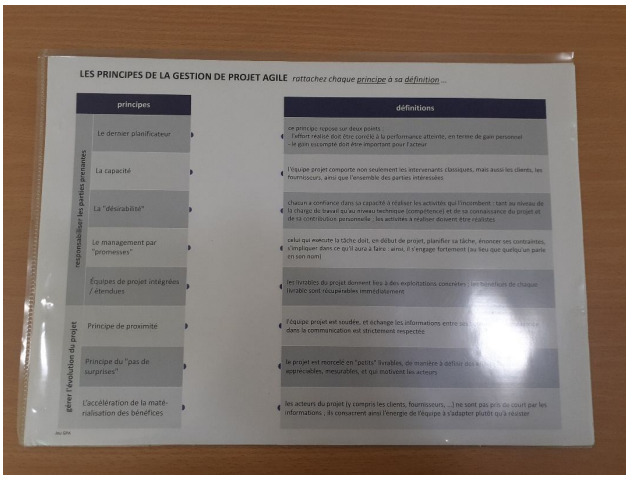 LES PRINCIPES DE LA GESTION DE PROJET AGILE rattachez chaque principe à sa définition ...
principes
définitions
responsabiliser les parties prenantes
Le dernier planificateur
ce principe repose sur deux points :
- l'effort réalisé doit être corrélé à la performance atteinte, en terme de gain personnel
- le gain escompté doit être important pour l'acteur
La capacité
l'équipe projet comporte non seulement les intervenants classiques, mais aussi les clients, les
fournisseurs, ainsi que l'ensemble des parties intéressées
La "désirabilité"
chacun a confiance dans sa capacité à réaliser les activités qui l'incombent : tant au niveau de
la charge de travail qu'au niveau technique (compétence) et de sa connaissance du projet et
de sa contribution personnelle ; les activités à réaliser doivent être réalistes
Le management par
"promesses"
celui qui exécute la tâche doit, en début de projet, planifier sa tâche, énoncer ses contraintes,
s'impliquer dans ce qu'il aura à faire : ainsi, il s'engage fortement (au lieu que quelqu'un parle
en son nom)
Équipes de projet intégrées
/ étendues
les livrables du projet donnent lieu à des exploitations concrètes ; les bénéfices de chaque
livrable sont récupérables immédiatement
gérer l'évolution du projet
Principe de proximité
l'équipe projet est soudée, et échange les informations entre
dans la communication est strictement respectée
Principe du "pas de
surprises"
le projet est morcelé en "petits" livrables, de manière à définir
appréciables, mesurables, et qui motivent les acteurs
L'accélération de la maté-
rialisation des bénéfices
les acteurs du projet (y compris les clients, fournisseurs, ...) ne sont pas pris de court par les
informations ; ils conservent ainsi l'énergie de l'équipe à s'adapter plutôt qu'à résister